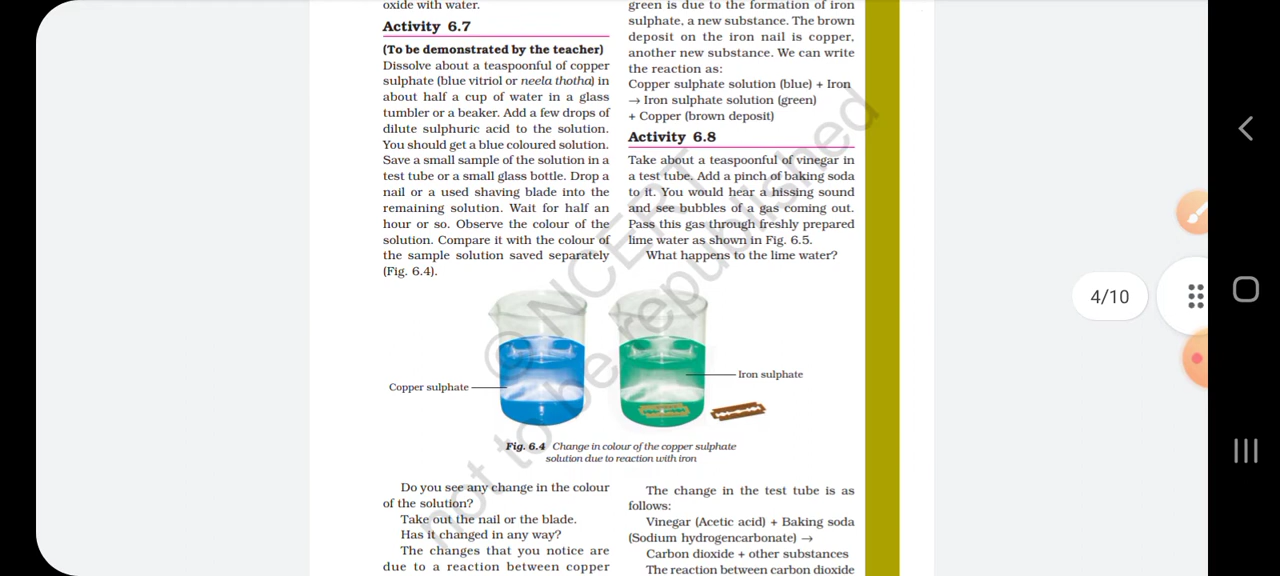 oxide with water.
Activity 6.7
(To be demonstrated by the teacher)
Dissolve about a teaspoonful of copper
sulphate (blue vitriol or neela thotha) in
about half a cup of water in a glass
tumbler or a beaker. Add a few drops of
dilute sulphuric acid to the solution.
You should get a blue coloured solution.
Save a small sample of the solution in a
test tube or a small glass bottle. Drop a
nail or a used shaving blade into the
remaining solution. Wait for half an
hour or so. Observe the colour of the
solution. Compare it with the colour of
the sample solution saved separately
(Fig. 6.4).
green is due to the formation of iron
sulphate, a new substance. The brown
deposit on the iron nail is copper,
another new substance. We can write
the reaction as:
Copper sulphate solution (blue) + Iron
→ Iron sulphate solution (green)
+ Copper (brown deposit)
Activity 6.8
Take about a teaspoonful of vinegar in
a test tube. Add a pinch of baking soda
to it. You would hear a hissing sound
and see bubbles of a gas coming out.
Pass this gas through freshly prepared
lime water as shown in Fig. 6.5.
What happens to the lime water?
Copper sulphate
Iron sulphate
Fig. 6.4 Change in colour of the copper sulphate
solution due to reaction with iron
Do you see any change in the colour
of the solution?
Take out the nail or the blade.
Has it changed in any way?
The changes that you notice are
due to a reaction between copper
The change in the test tube is as
follows:
Vinegar (Acetic acid) + Baking soda
(Sodium hydrogencarbonate) →
Carbon dioxide + other substances
The reaction between carbon dioxide
©NCERT
not to be republished
4/10